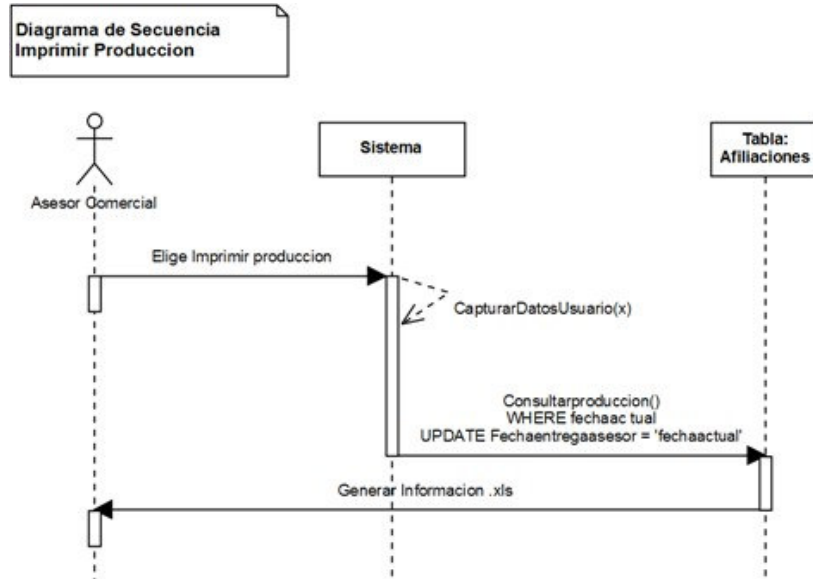 Diagrama de Secuencia
Imprimir Produccion
Sistema
Tabla:
Afiliaciones
Asesor Comercial
Elige Imprimir produccion
CapturarDatosUsuario(x)
Consultarproduccion()
WHERE fechaac tual
UPDATE Fechaentregaasesor = 'fechaactual'
Generar Informacion .xls